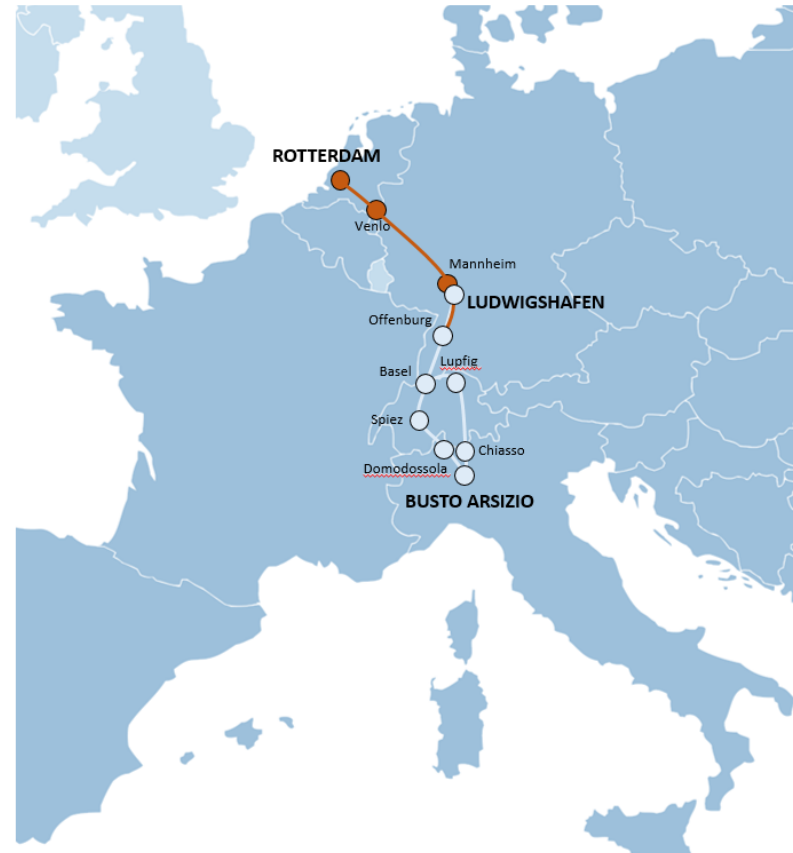 ROTTERDAM
Venlo
Mannheim
LUDWIGSHAFEN
Offenburg
Lupfig
Basel
Spiez
Chiasso
Domodossola
BUSTO ARSIZIO